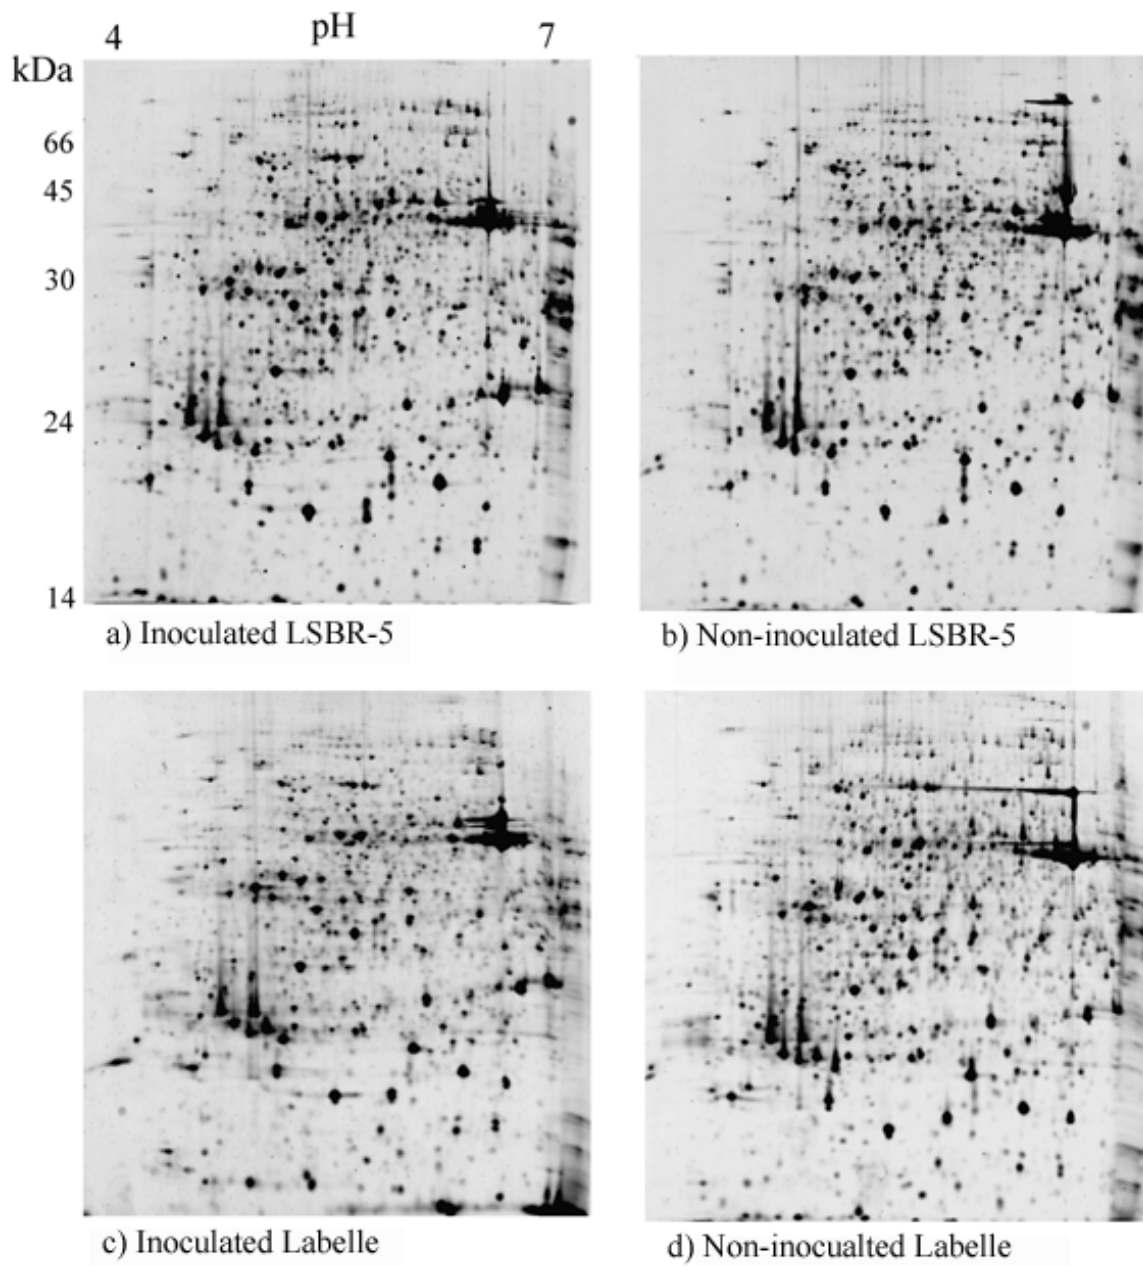 4 pH 7
kDa
66
45
30
24
14
a) Inoculated LSBR-5
b) Non-inoculated LSBR-5
c) Inoculated Labelle
d) Non-inocualted Labelle